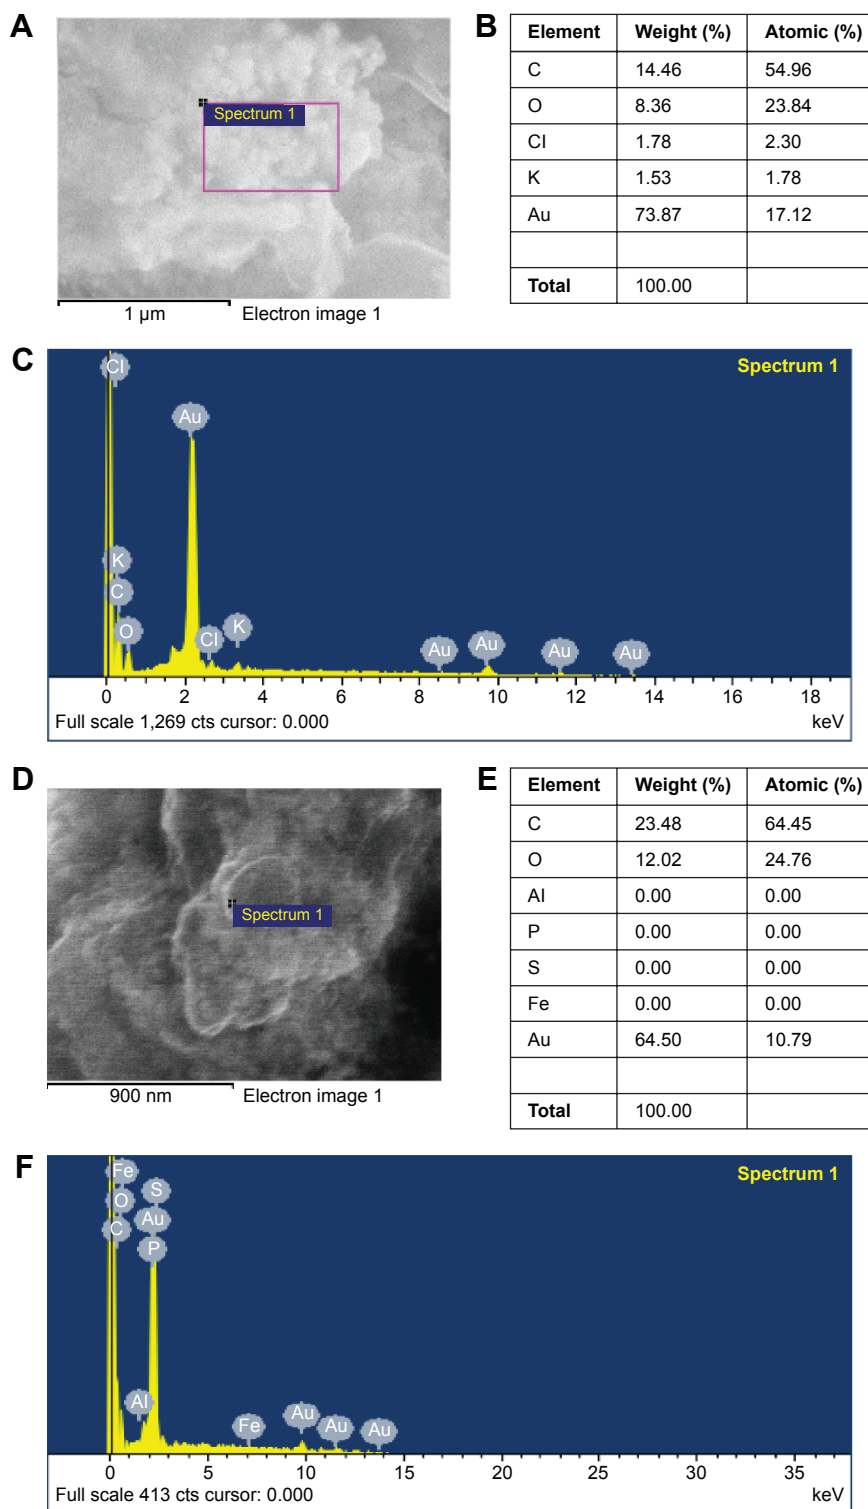 A
Spectrum 1
1 µm Electron image 1
B
Element Weight (%) Atomic (%)
C 14.46 54.96
O 8.36 23.84
Cl 1.78 2.30
K 1.53 1.78
Au 73.87 17.12
Total 100.00
C
Spectrum 1
Cl
Au
K
C
O
Cl
K
Au
Au
Au
Au
0 2 4 6 8 10 12 14 16 18
Full scale 1,269 cts cursor: 0.000 keV
D
Spectrum 1
900 nm Electron image 1
E
Element Weight (%) Atomic (%)
C 23.48 64.45
O 12.02 24.76
Al 0.00 0.00
P 0.00 0.00
S 0.00 0.00
Fe 0.00 0.00
Au 64.50 10.79
Total 100.00
F
Spectrum 1
Fe
S
O
Au
C
P
Al
Fe
Au
Au
Au
0 5 10 15 20 25 30 35
Full scale 413 cts cursor: 0.000 keV